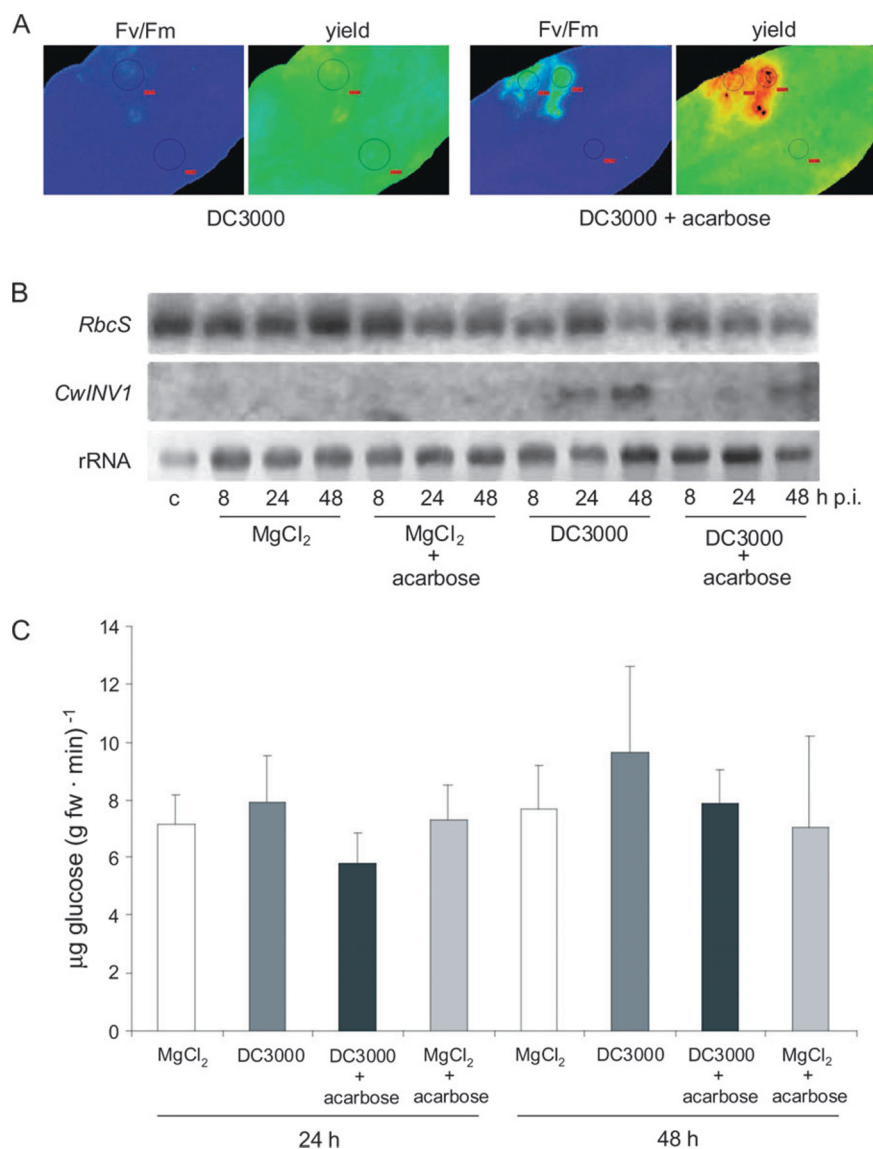 A
Fv/Fm yield Fv/Fm yield
DC3000 DC3000 + acarbose
B
RbcS
CwINV1
rRNA
c 8 24 48 8 24 48 8 24 48 8 24 48 h p.i.
MgCl₂ MgCl₂ + acarbose DC3000 DC3000 + acarbose
C
µg glucose (g fw · min)⁻¹
14
12
10
8
6
4
2
0
MgCl₂ DC3000 DC3000 + acarbose MgCl₂ + acarbose MgCl₂ DC3000 DC3000 + acarbose MgCl₂ + acarbose
24 h 48 h